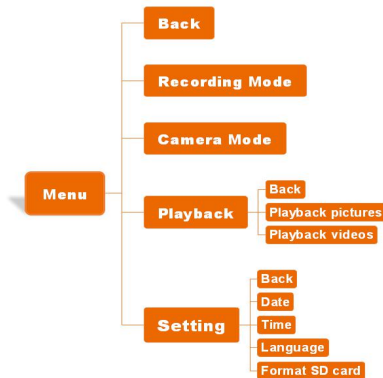 Back
Recording Mode
Camera Mode
Menu
Playback
Back
Playback pictures
Playback videos
Setting
Back
Date
Time
Language
Format SD card